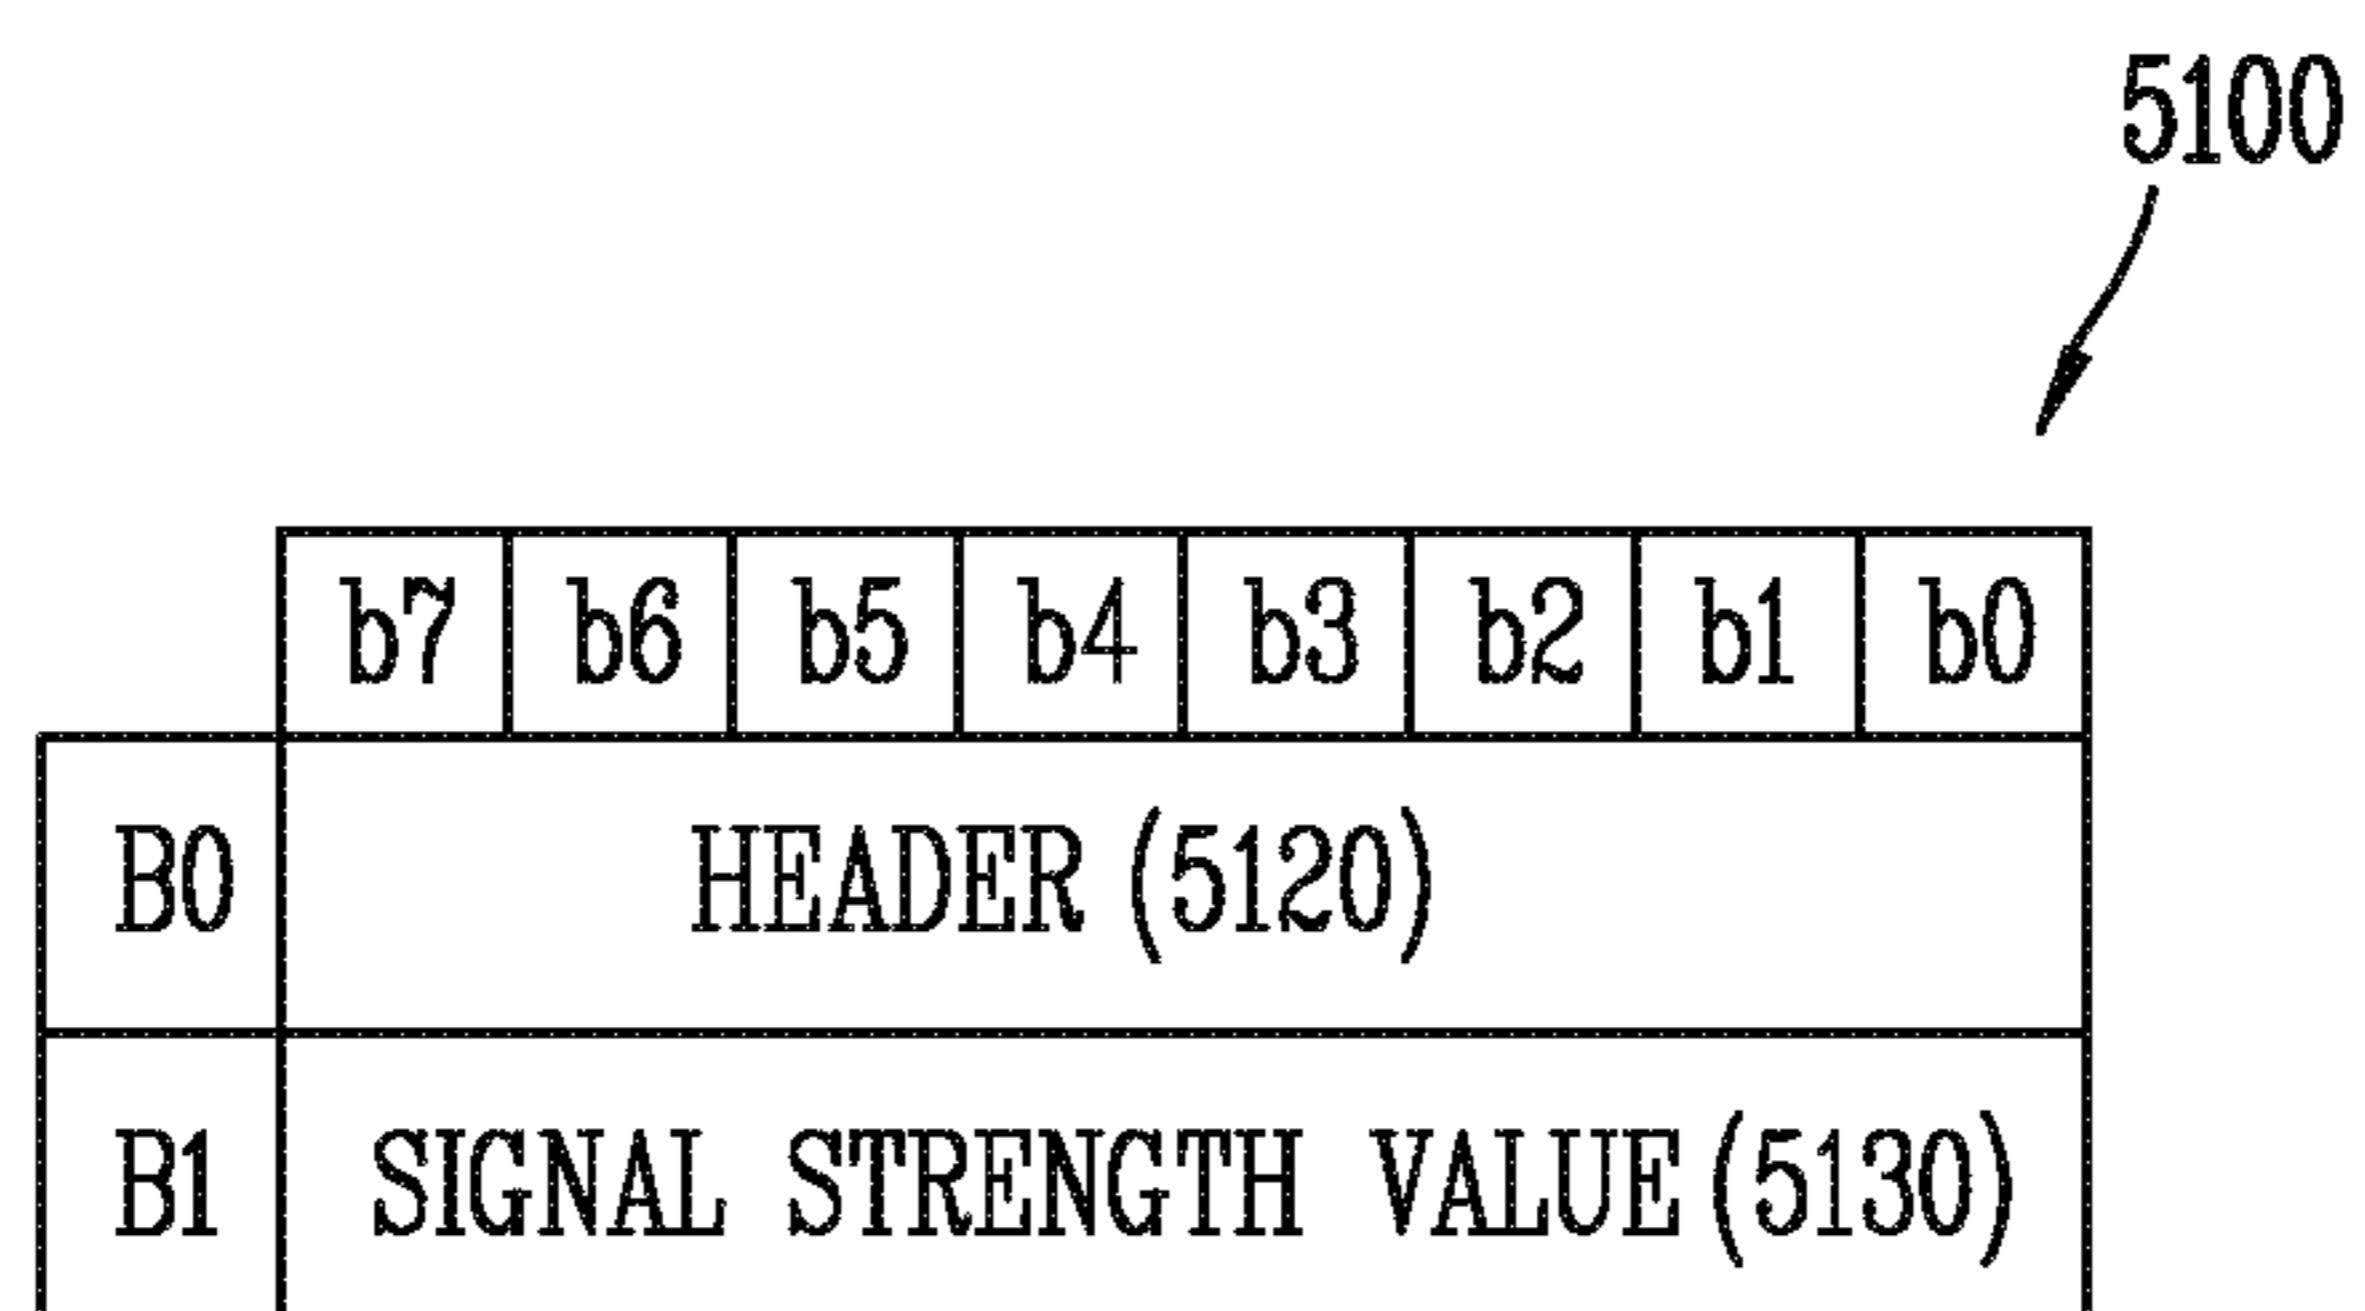 5100
b7 b6 b5 b4 b3 b2 b1 b0
B0 HEADER (5120)
B1 SIGNAL STRENGTH VALUE (5130)